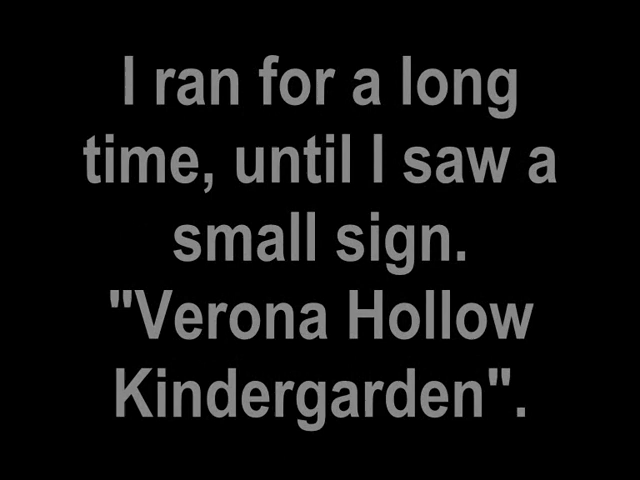 I ran for a long
time, until I saw a
small sign.
"Verona Hollow
Kindergarden".